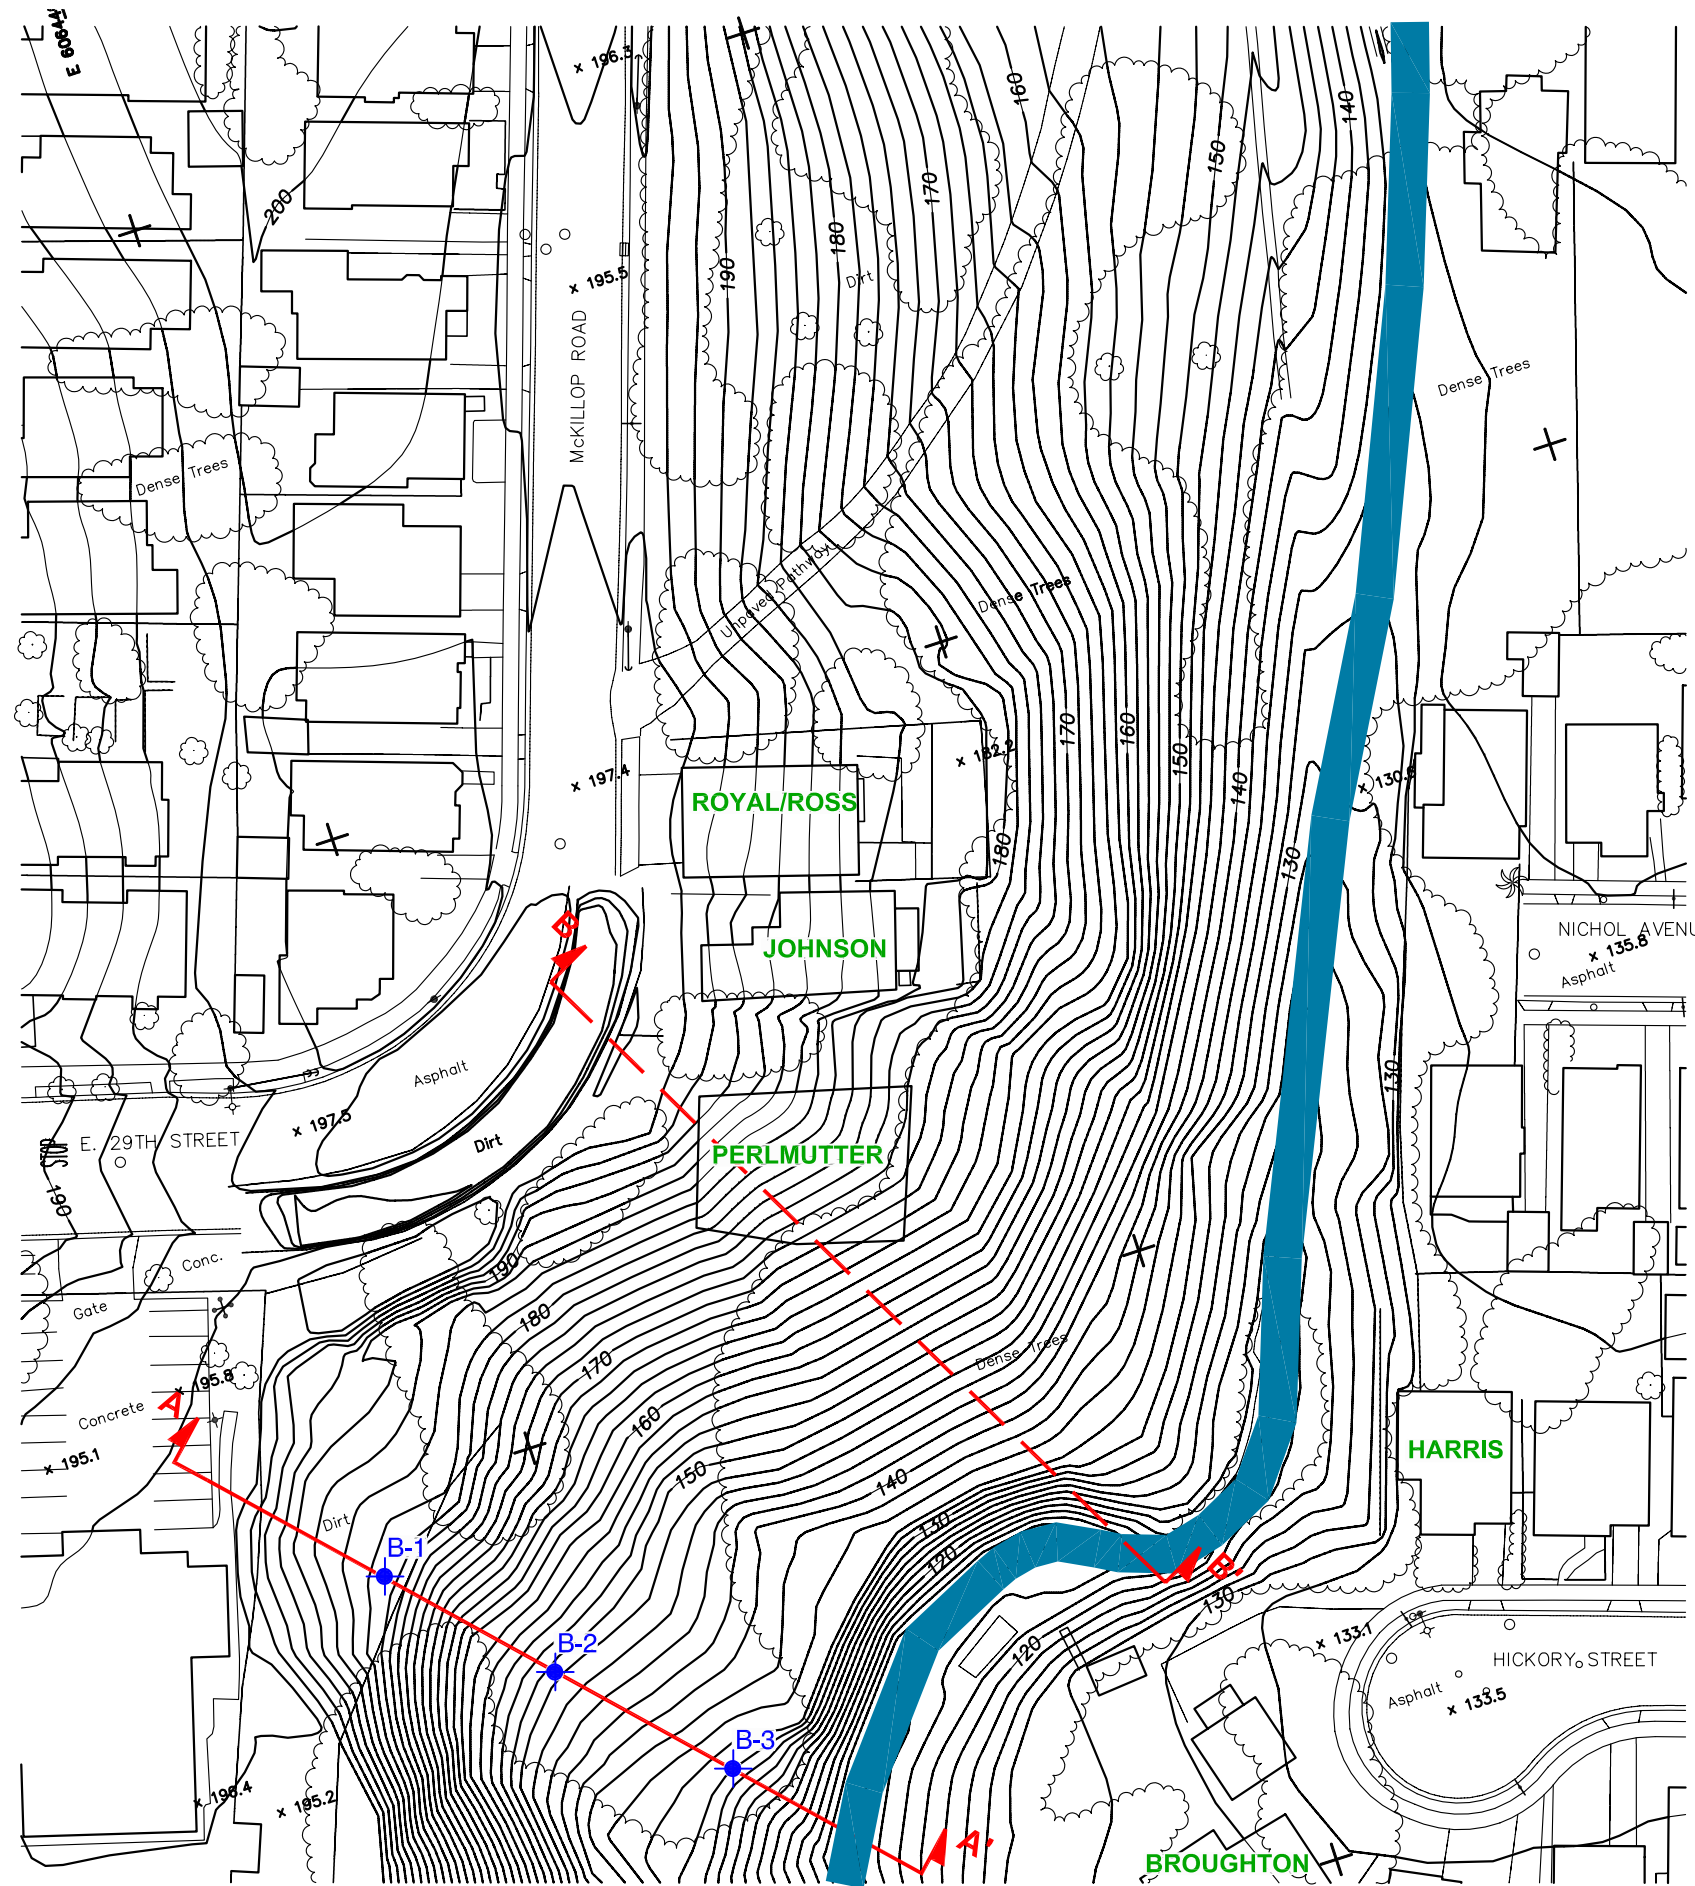 E 6064
x 196.3
160
140
150
200
170
180
190
Dirt
x 195.5
McKILLOP ROAD
Dense Trees
Dense Trees
Unpaved Pathway
Dense Trees
170
160
150
140
x 182.2
x 197.4
x 130.8
ROYAL/ROSS
180
130
B
JOHNSON
NICHOL AVENU
x 135.8
Asphalt
Asphalt
130
x 197.5
E. 29TH STREET
Dirt
PERLMUTTER
190
Conc.
190
Gate
180
170
Dense Trees
x 195.8
A
Concrete
160
HARRIS
x 195.1
150
140
Dirt
130
B-1
120
B'
130
B-2
120
x 133.1
HICKORY STREET
Asphalt
x 133.5
B-3
x 196.4
x 195.2
A'
BROUGHTON